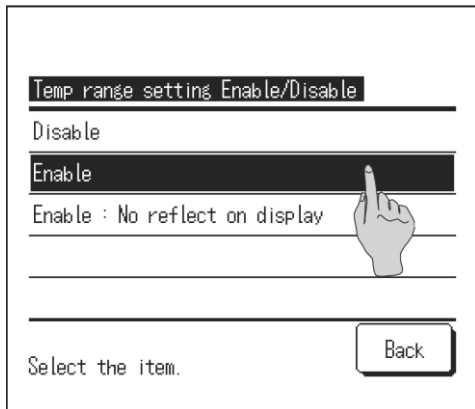 Temp range setting Enable/Disable
Disable
Enable
Enable : No reflect on display
Back
Select the item.